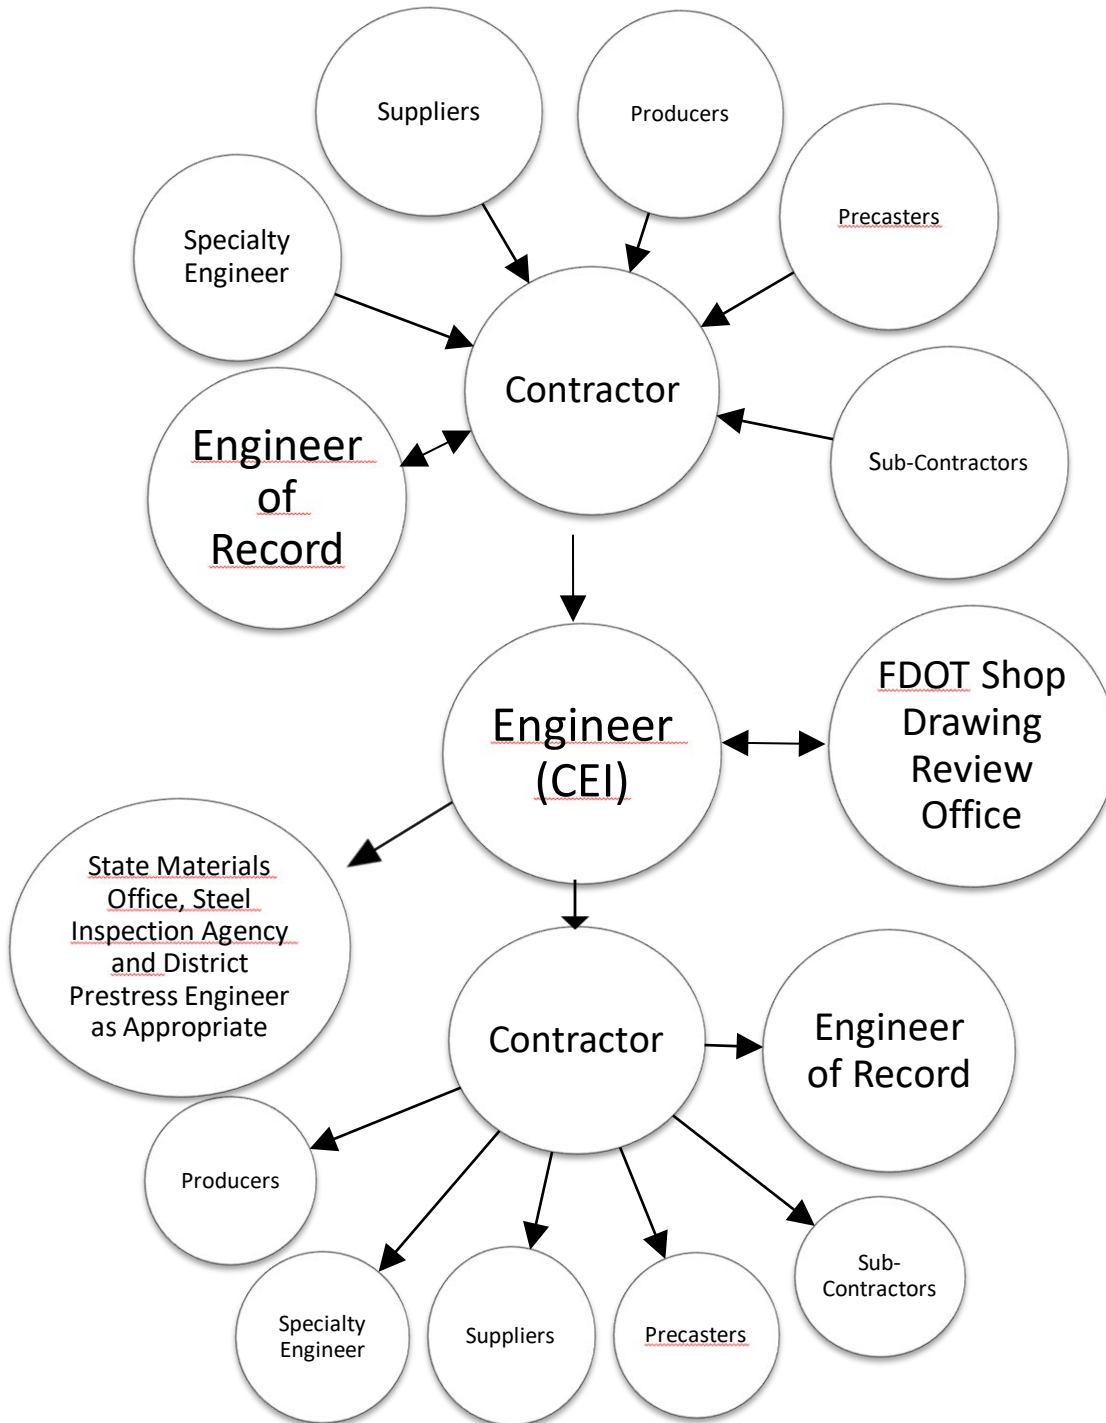 Suppliers
Producers
Precasters
Specialty
Engineer
Contractor
Engineer
of
Record
Sub-Contractors
Engineer
(CEI)
FDOT Shop
Drawing
Review
Office
State Materials
Office, Steel
Inspection Agency
and District
Prestress Engineer
as Appropriate
Contractor
Engineer
of Record
Producers
Specialty
Engineer
Suppliers
Precasters
Sub-
Contractors